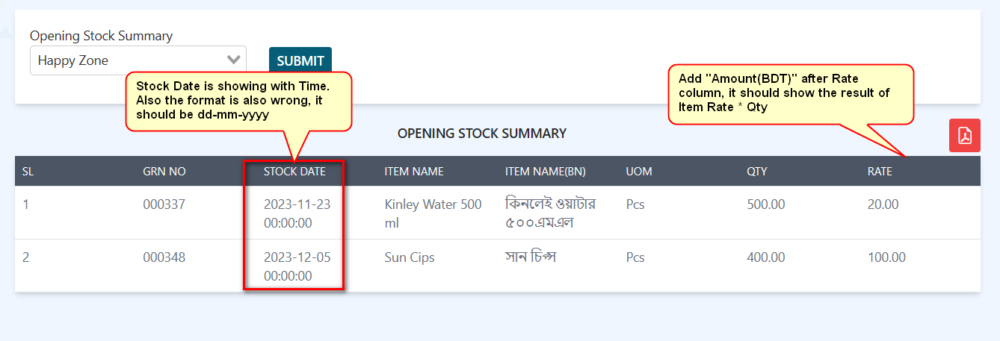 Opening Stock Summary
Happy Zone
SUBMIT
Stock Date is showing with Time.
Also the format is also wrong, it
should be dd-mm-yyyy
Add "Amount(BDT)" after Rate
column, it should show the result of
Item Rate * Qty
OPENING STOCK SUMMARY
SL GRN NO STOCK DATE ITEM NAME ITEM NAME(BN) UOM QTY RATE
1 000337 2023-11-23 Kinley Water 500 কিনলেই ওয়াটার Pcs 500.00 20.00
00:00:00 ml ৫০০এমএল
2 000348 2023-12-05 Sun Cips সান চিপ্স Pcs 400.00 100.00
00:00:00